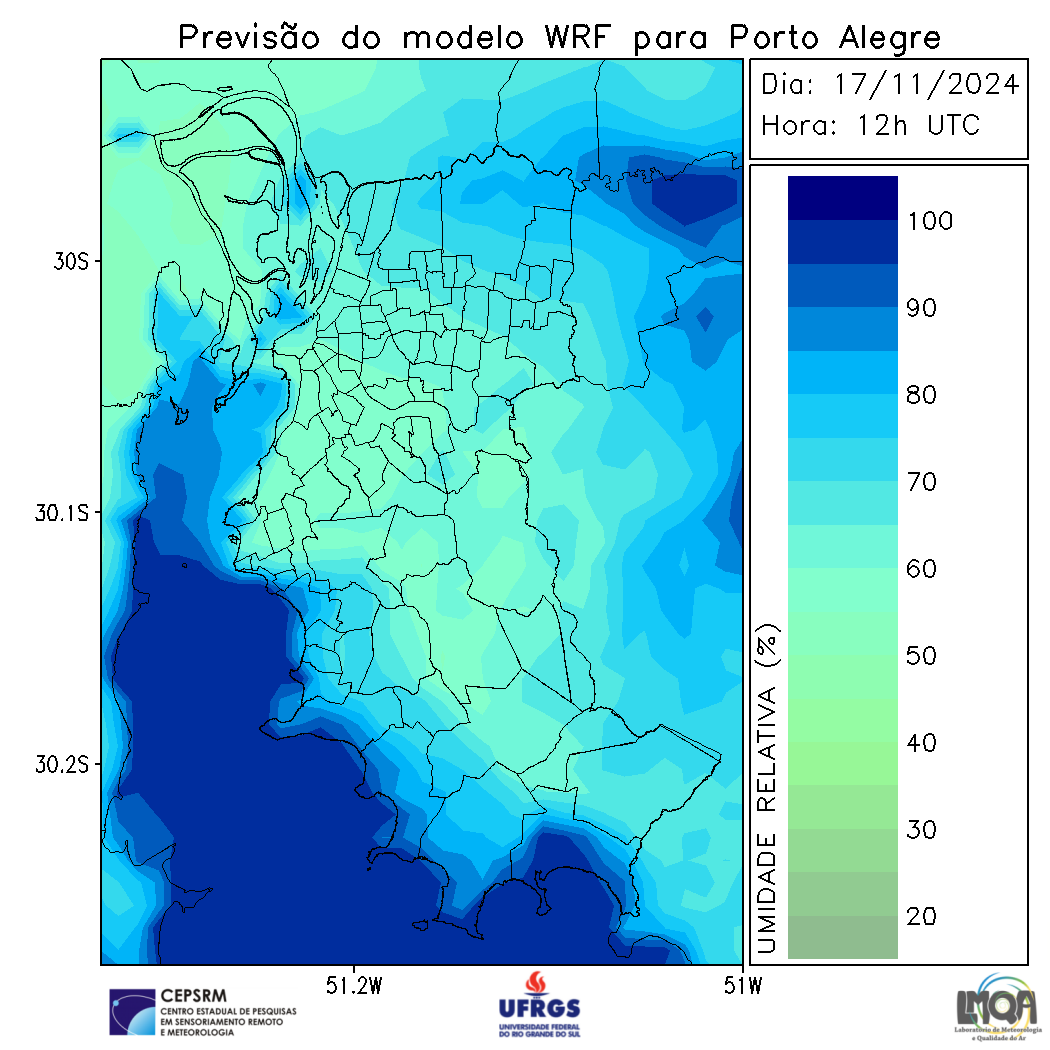 Previsão do modelo WRF para Porto Alegre
Dia: 17/11/2024
Hora: 12h UTC
30S
30.1S
30.2S
51.2W
51W
UMIDADE RELATIVA (%)
100
90
80
70
60
50
40
30
20
CEPSRM
CENTRO ESTADUAL DE PESQUISAS
EM SENSORIAMENTO REMOTO
E METEOROLOGIA
UFRGS
UNIVERSIDADE FEDERAL
DO RIO GRANDE DO SUL
LMQA
Laboratório de Meteorologia
e Qualidade do Ar